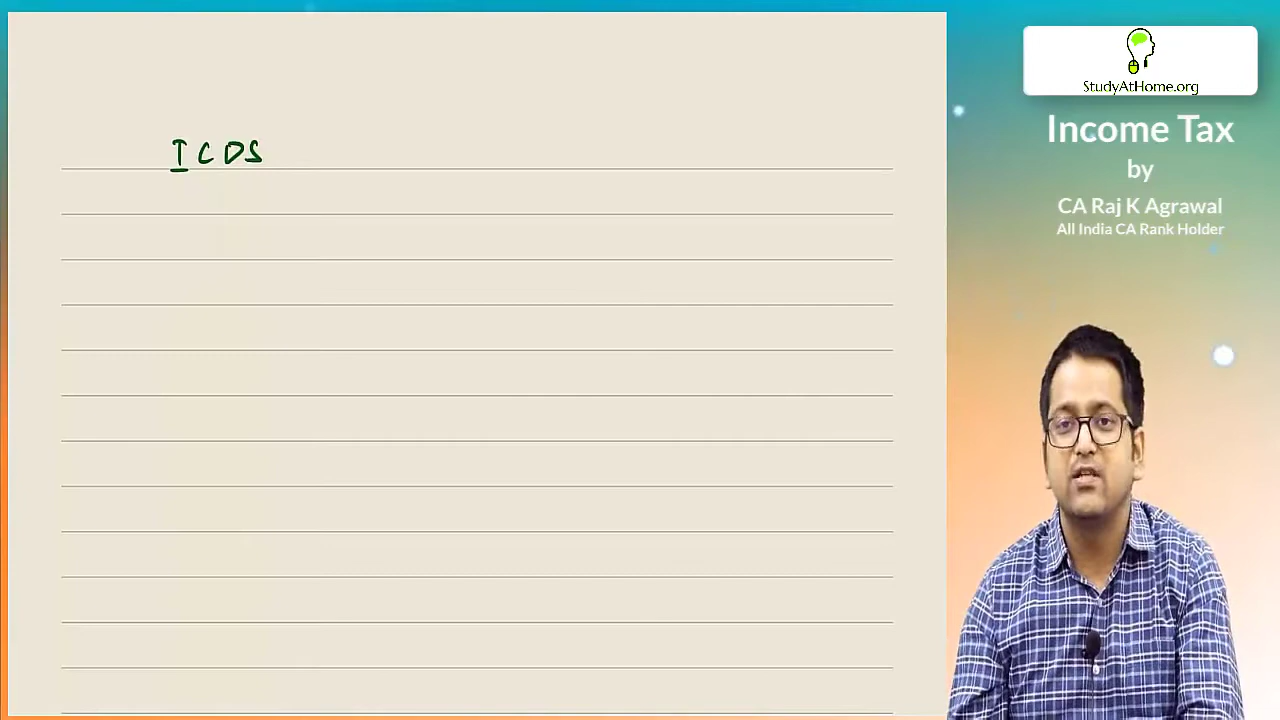 ICDS
StudyAtHome.org
Income Tax
by
CA Raj K Agrawal
All India CA Rank Holder